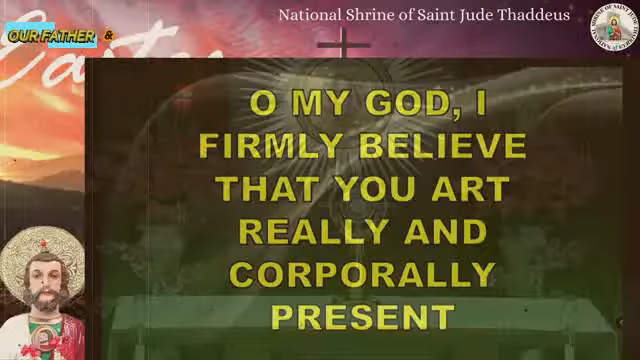 National Shrine of Saint Jude Thaddeus
OUR FATHER &
Easter
O MY GOD, I
FIRMLY BELIEVE
THAT YOU ART
REALLY AND
CORPORALLY
PRESENT